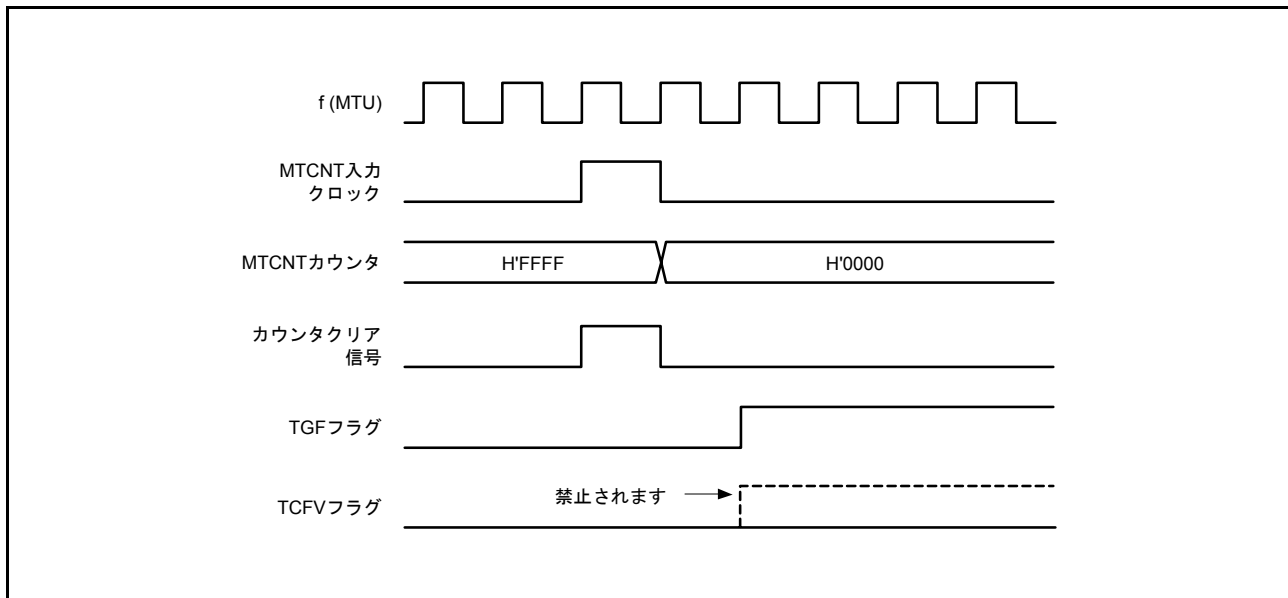 f (MTU)
MTCNT入力
クロック
MTCNTカウンタ
H'FFFF
H'0000
カウンタクリア
信号
TGFフラグ
TCFVフラグ
禁止されます